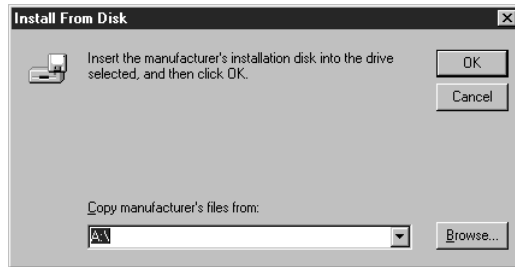 Install From Disk
Insert the manufacturer's installation disk into the drive
selected, and then click OK.
OK
Cancel
Copy manufacturer's files from:
A:\
Browse...